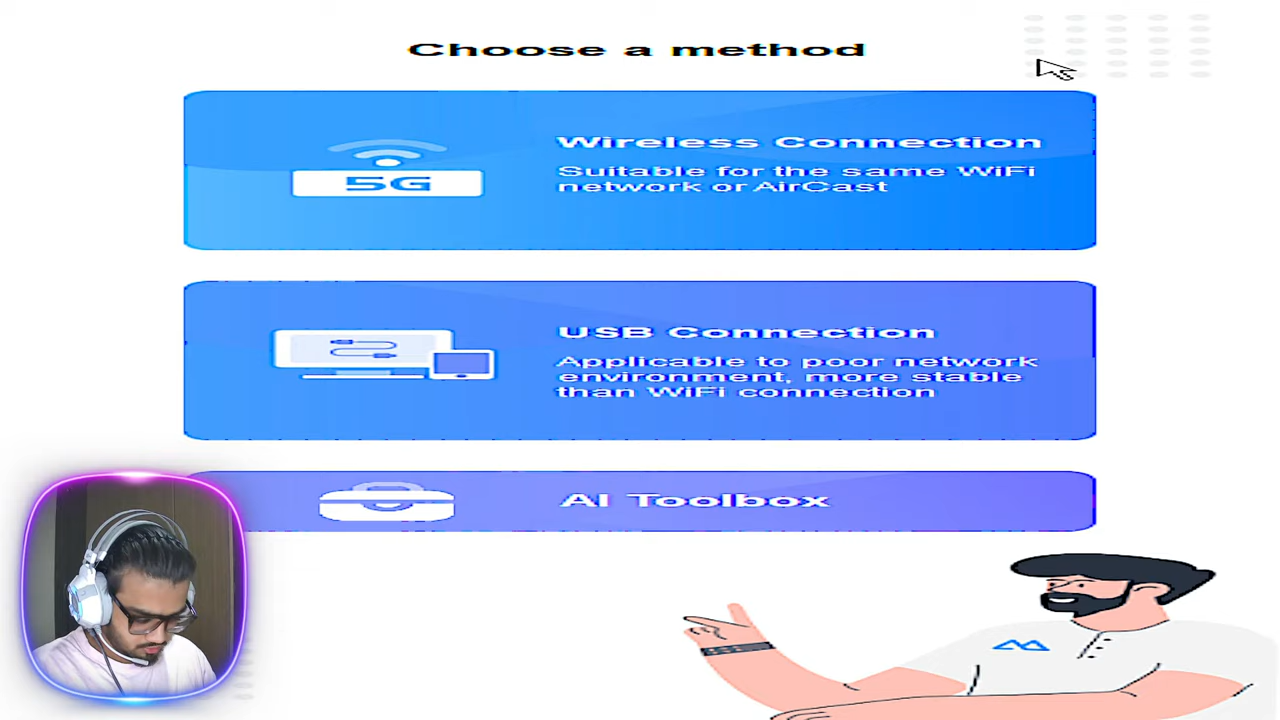 Choose a method
Wireless Connection
Suitable for the same WiFi
network or AirCast
5G
USB Connection
Applicable to poor network
environment, more stable
than WiFi connection
AI Toolbox